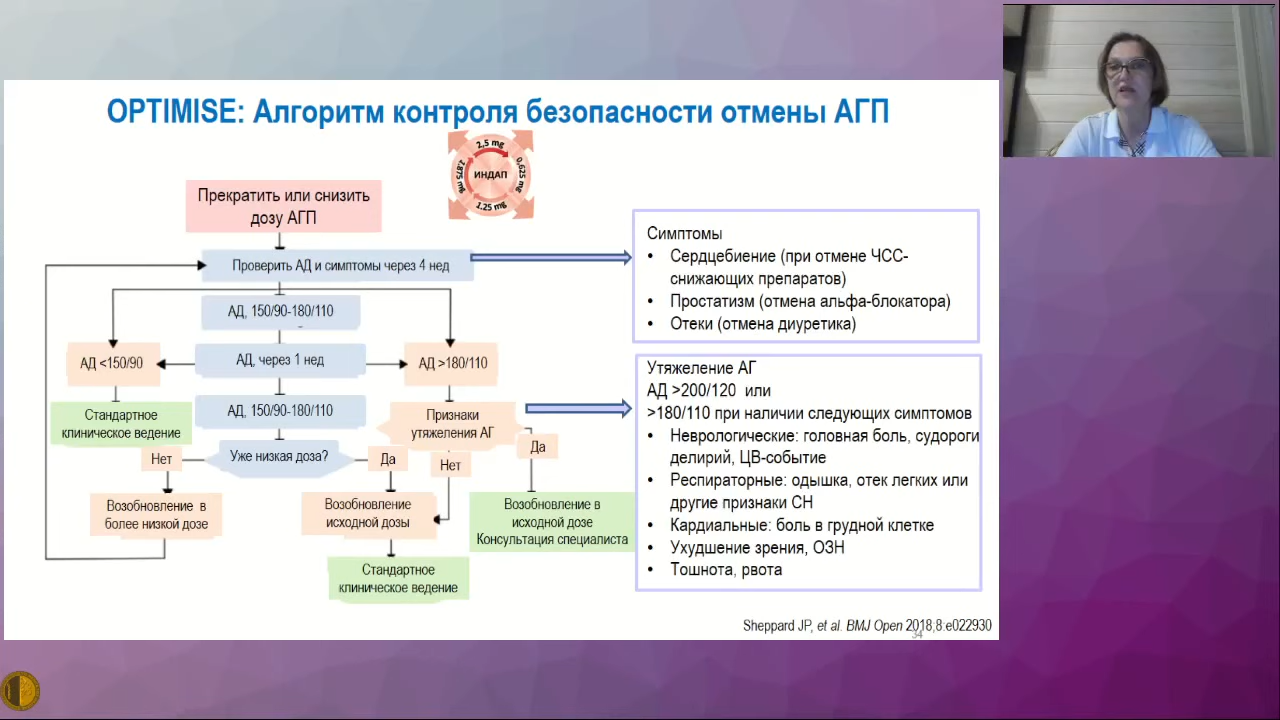 OPTIMISE: Алгоритм контроля безопасности отмены АГП
2,5 mg
0,625 mg
1.25 mg
1.875 mg
ИНДАП
Прекратить или снизить
дозу АГП
Проверить АД и симптомы через 4 нед
АД, 150/90-180/110
АД <150/90
АД, через 1 нед
АД >180/110
Стандартное
клиническое ведение
АД, 150/90-180/110
Признаки
утяжеления АГ
Уже низкая доза?
Нет
Да
Нет
Да
Возобновление в
более низкой дозе
Возобновление
исходной дозы
Возобновление в
исходной дозе
Консультация специалиста
Стандартное
клиническое ведение
Симптомы
• Сердцебиение (при отмене ЧСС-
снижающих препаратов)
• Простатизм (отмена альфа-блокатора)
• Отеки (отмена диуретика)
Утяжеление АГ
АД >200/120 или
>180/110 при наличии следующих симптомов
• Неврологические: головная боль, судороги
делирий, ЦВ-событие
• Респираторные: одышка, отек легких или
другие признаки СН
• Кардиальные: боль в грудной клетке
• Ухудшение зрения, ОЗН
• Тошнота, рвота
Sheppard JP, et al. BMJ Open 2018,8:e022930
34